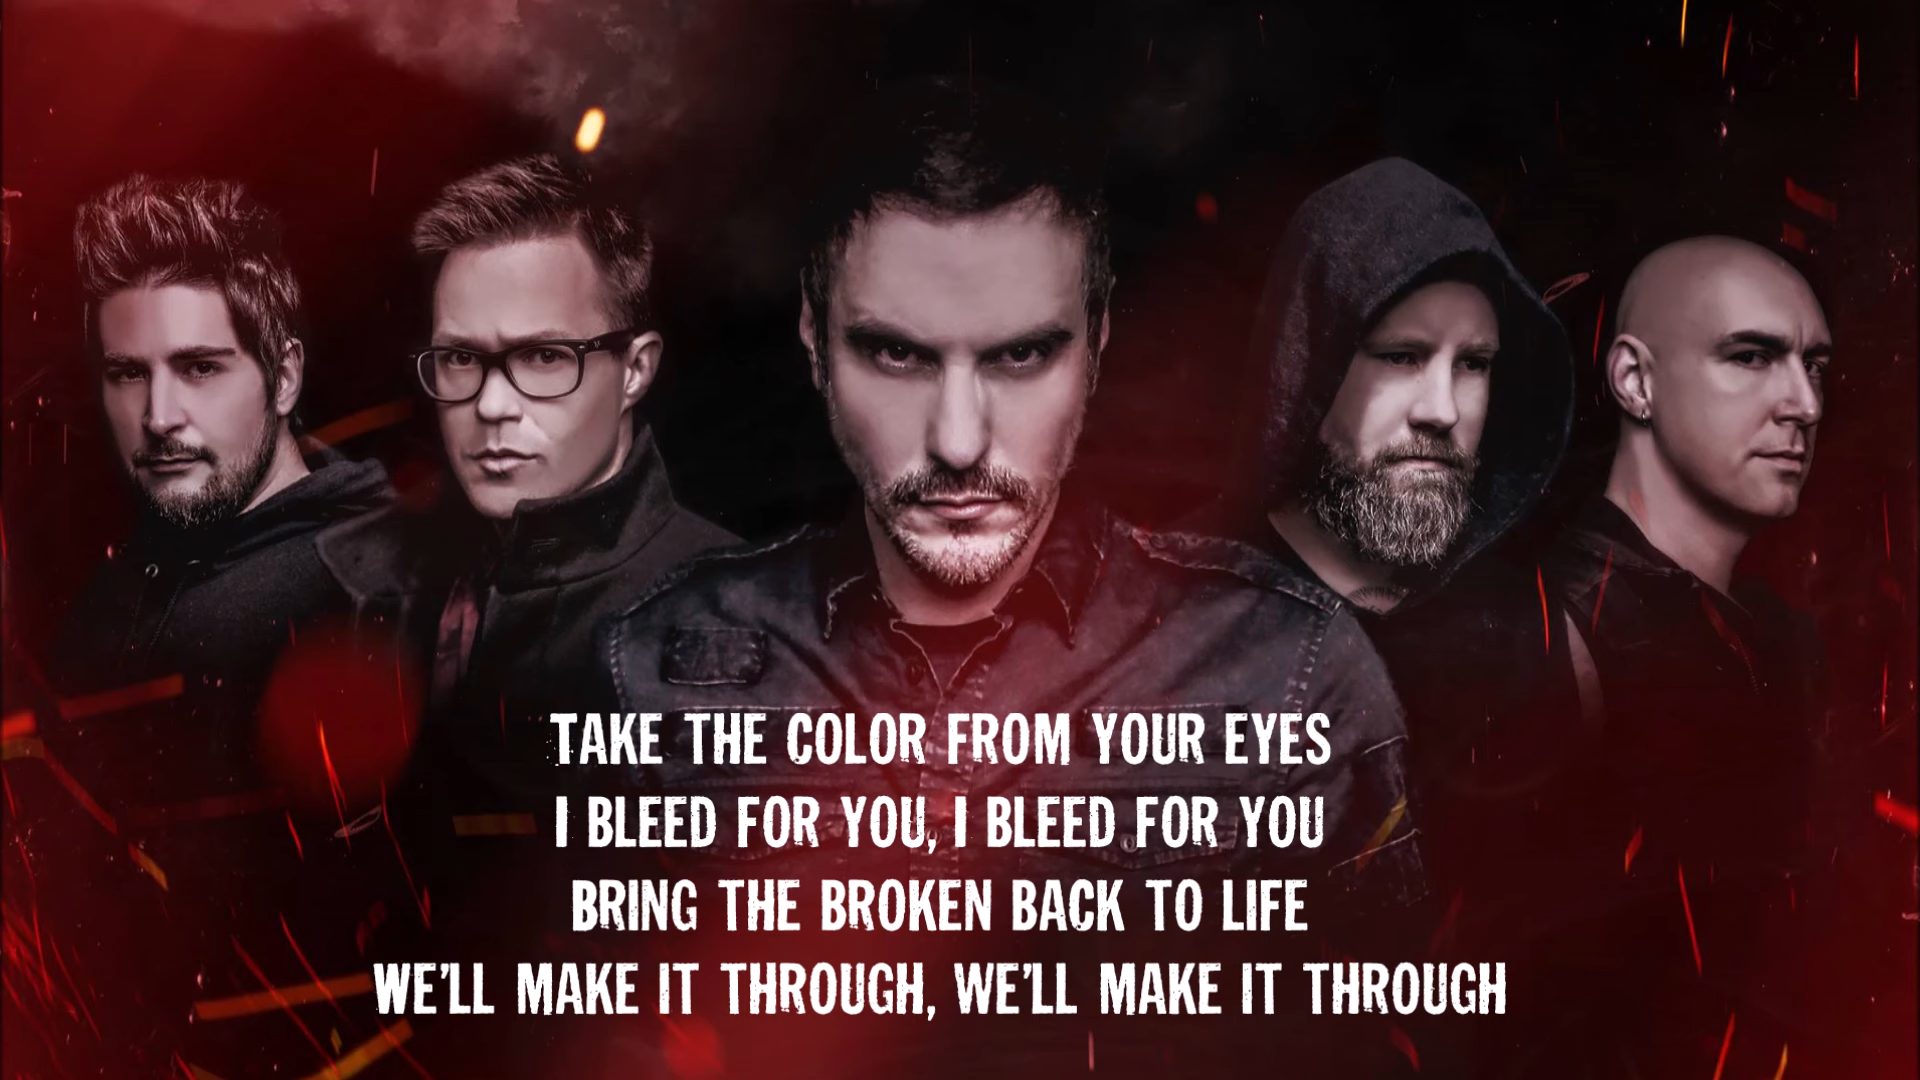 TAKE THE COLOR FROM YOUR EYES
I BLEED FOR YOU, I BLEED FOR YOU
BRING THE BROKEN BACK TO LIFE
WE'LL MAKE IT THROUGH, WE'LL MAKE IT THROUGH